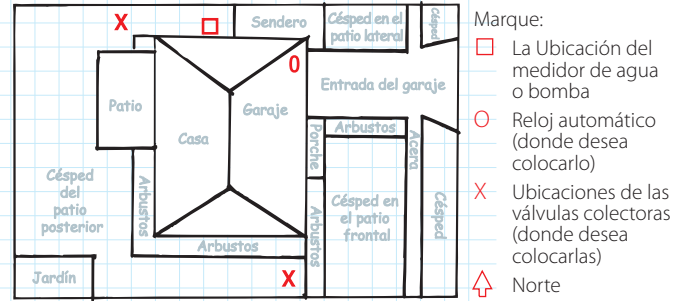 X
Sendero
Césped en el
patio lateral
Césped
O
Entrada del garaje
Patio
Casa
Garaje
Porche
Arbustos
Acera
Césped
del
patio
posterior
Arbustos
Arbustos
Césped en
el patio
frontal
Césped
Arbustos
Jardín
X
Marque:
La Ubicación del
medidor de agua
o bomba
O Reloj automático
(donde desea
colocarlo)
X Ubicaciones de las
válvulas colectoras
(donde desea
colocarlas)
Norte